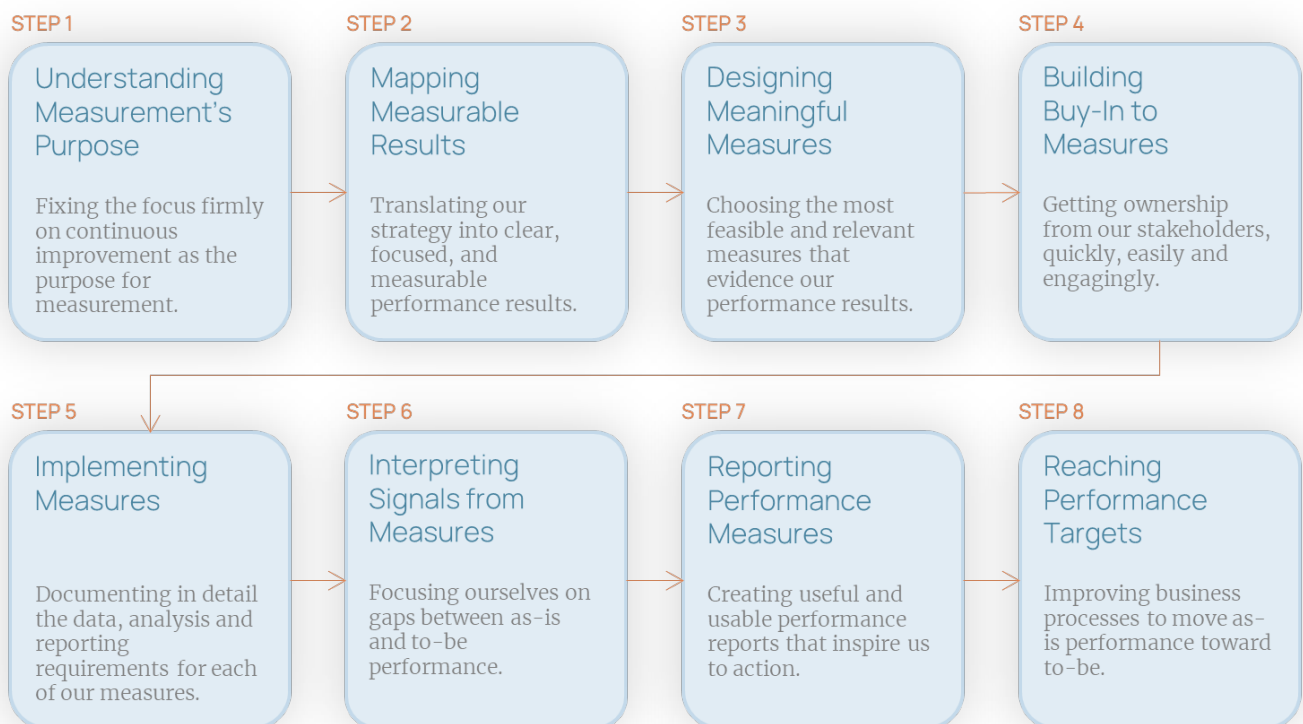 STEP 1
Understanding
Measurement's
Purpose
Fixing the focus firmly
on continuous
improvement as the
purpose for
measurement.
STEP 2
Mapping
Measurable
Results
Translating our
strategy into clear,
focused, and
measurable
performance results.
STEP 3
Designing
Meaningful
Measures
Choosing the most
feasible and relevant
measures that
evidence our
performance results.
STEP 4
Building
Buy-In to
Measures
Getting ownership
from our stakeholders,
quickly, easily and
engagingly.
STEP 5
Implementing
Measures
Documenting in detail
the data, analysis and
reporting
requirements for each
of our measures.
STEP 6
Interpreting
Signals from
Measures
Focusing ourselves on
gaps between as-is
and to-be
performance.
STEP 7
Reporting
Performance
Measures
Creating useful and
usable performance
reports that inspire us
to action.
STEP 8
Reaching
Performance
Targets
Improving business
processes to move as-
is performance toward
to-be.